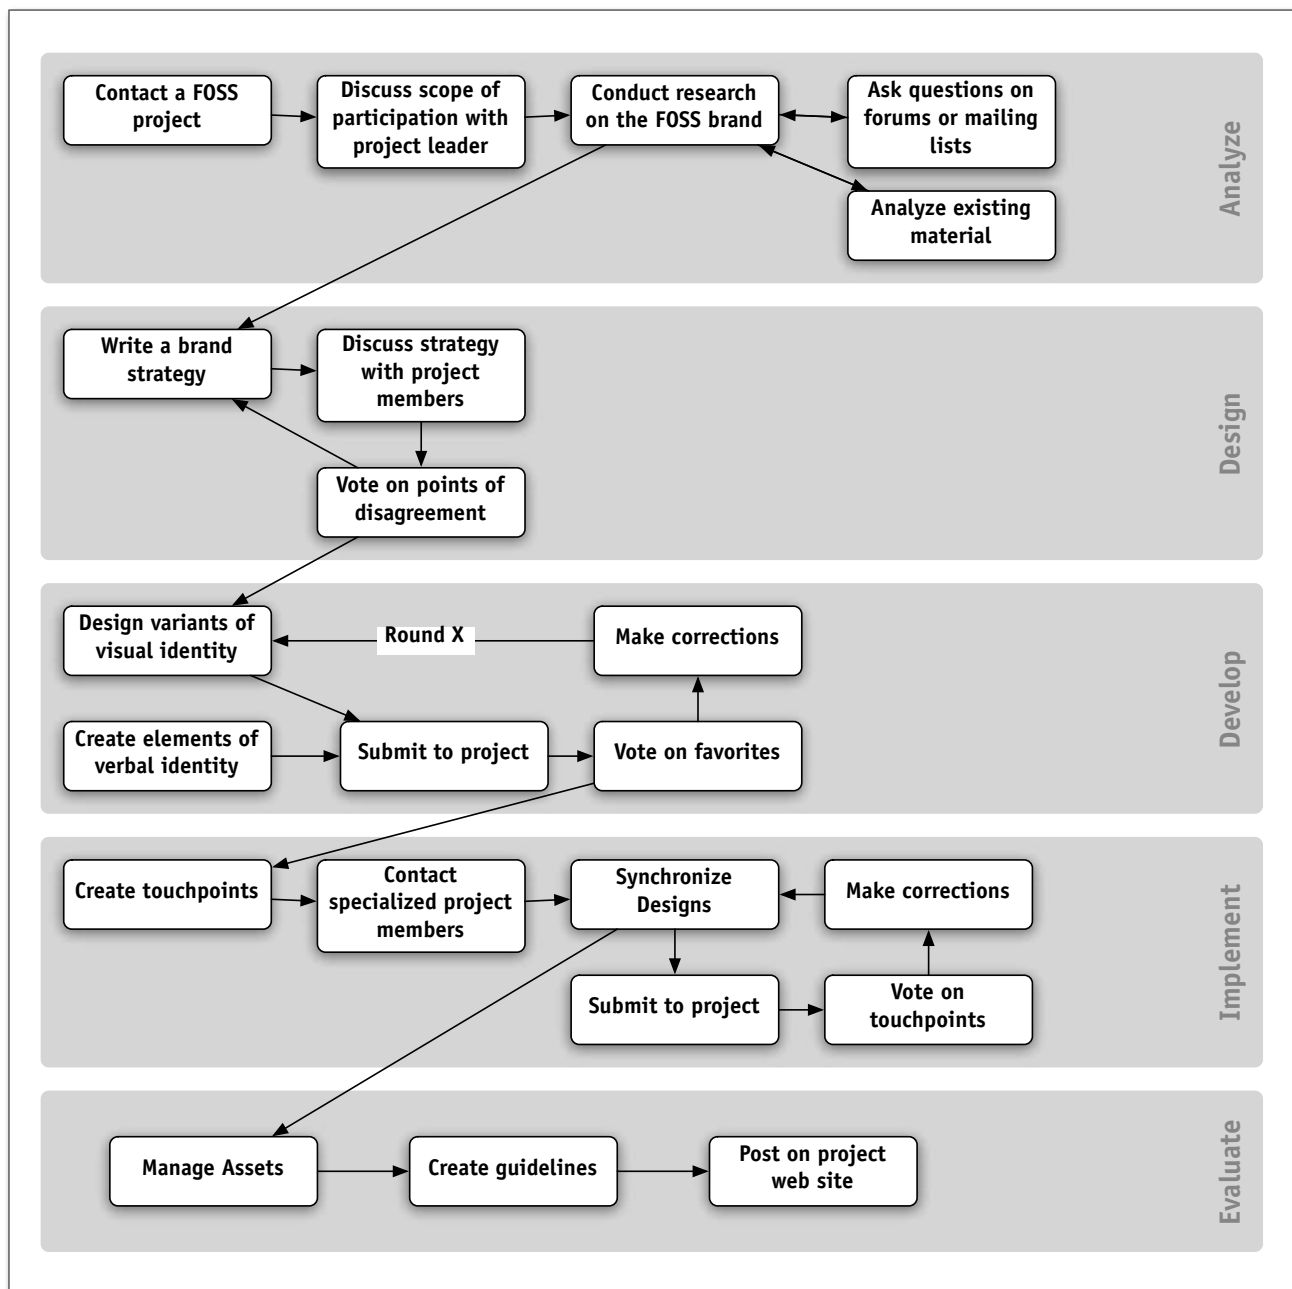 Contact a FOSS
project
Discuss scope of
participation with
project leader
Conduct research
on the FOSS brand
Ask questions on
forums or mailing
lists
Analyze existing
material
Analyze
Write a brand
strategy
Discuss strategy
with project
members
Vote on points of
disagreement
Design
Design variants of
visual identity
Round X
Make corrections
Create elements of
verbal identity
Submit to project
Vote on favorites
Develop
Create touchpoints
Contact
specialized project
members
Synchronize
Designs
Make corrections
Submit to project
Vote on
touchpoints
Implement
Manage Assets
Create guidelines
Post on project
web site
Evaluate